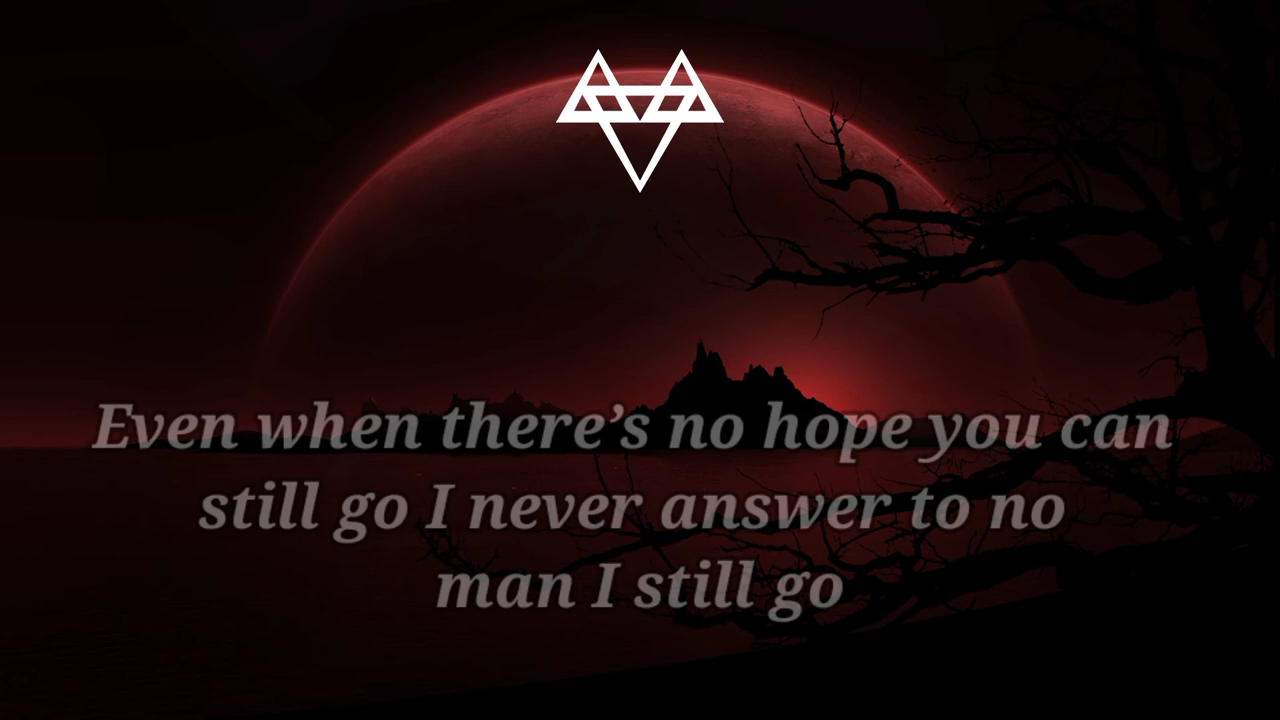 Even when there’s no hope you can
still go I never answer to no
man I still go